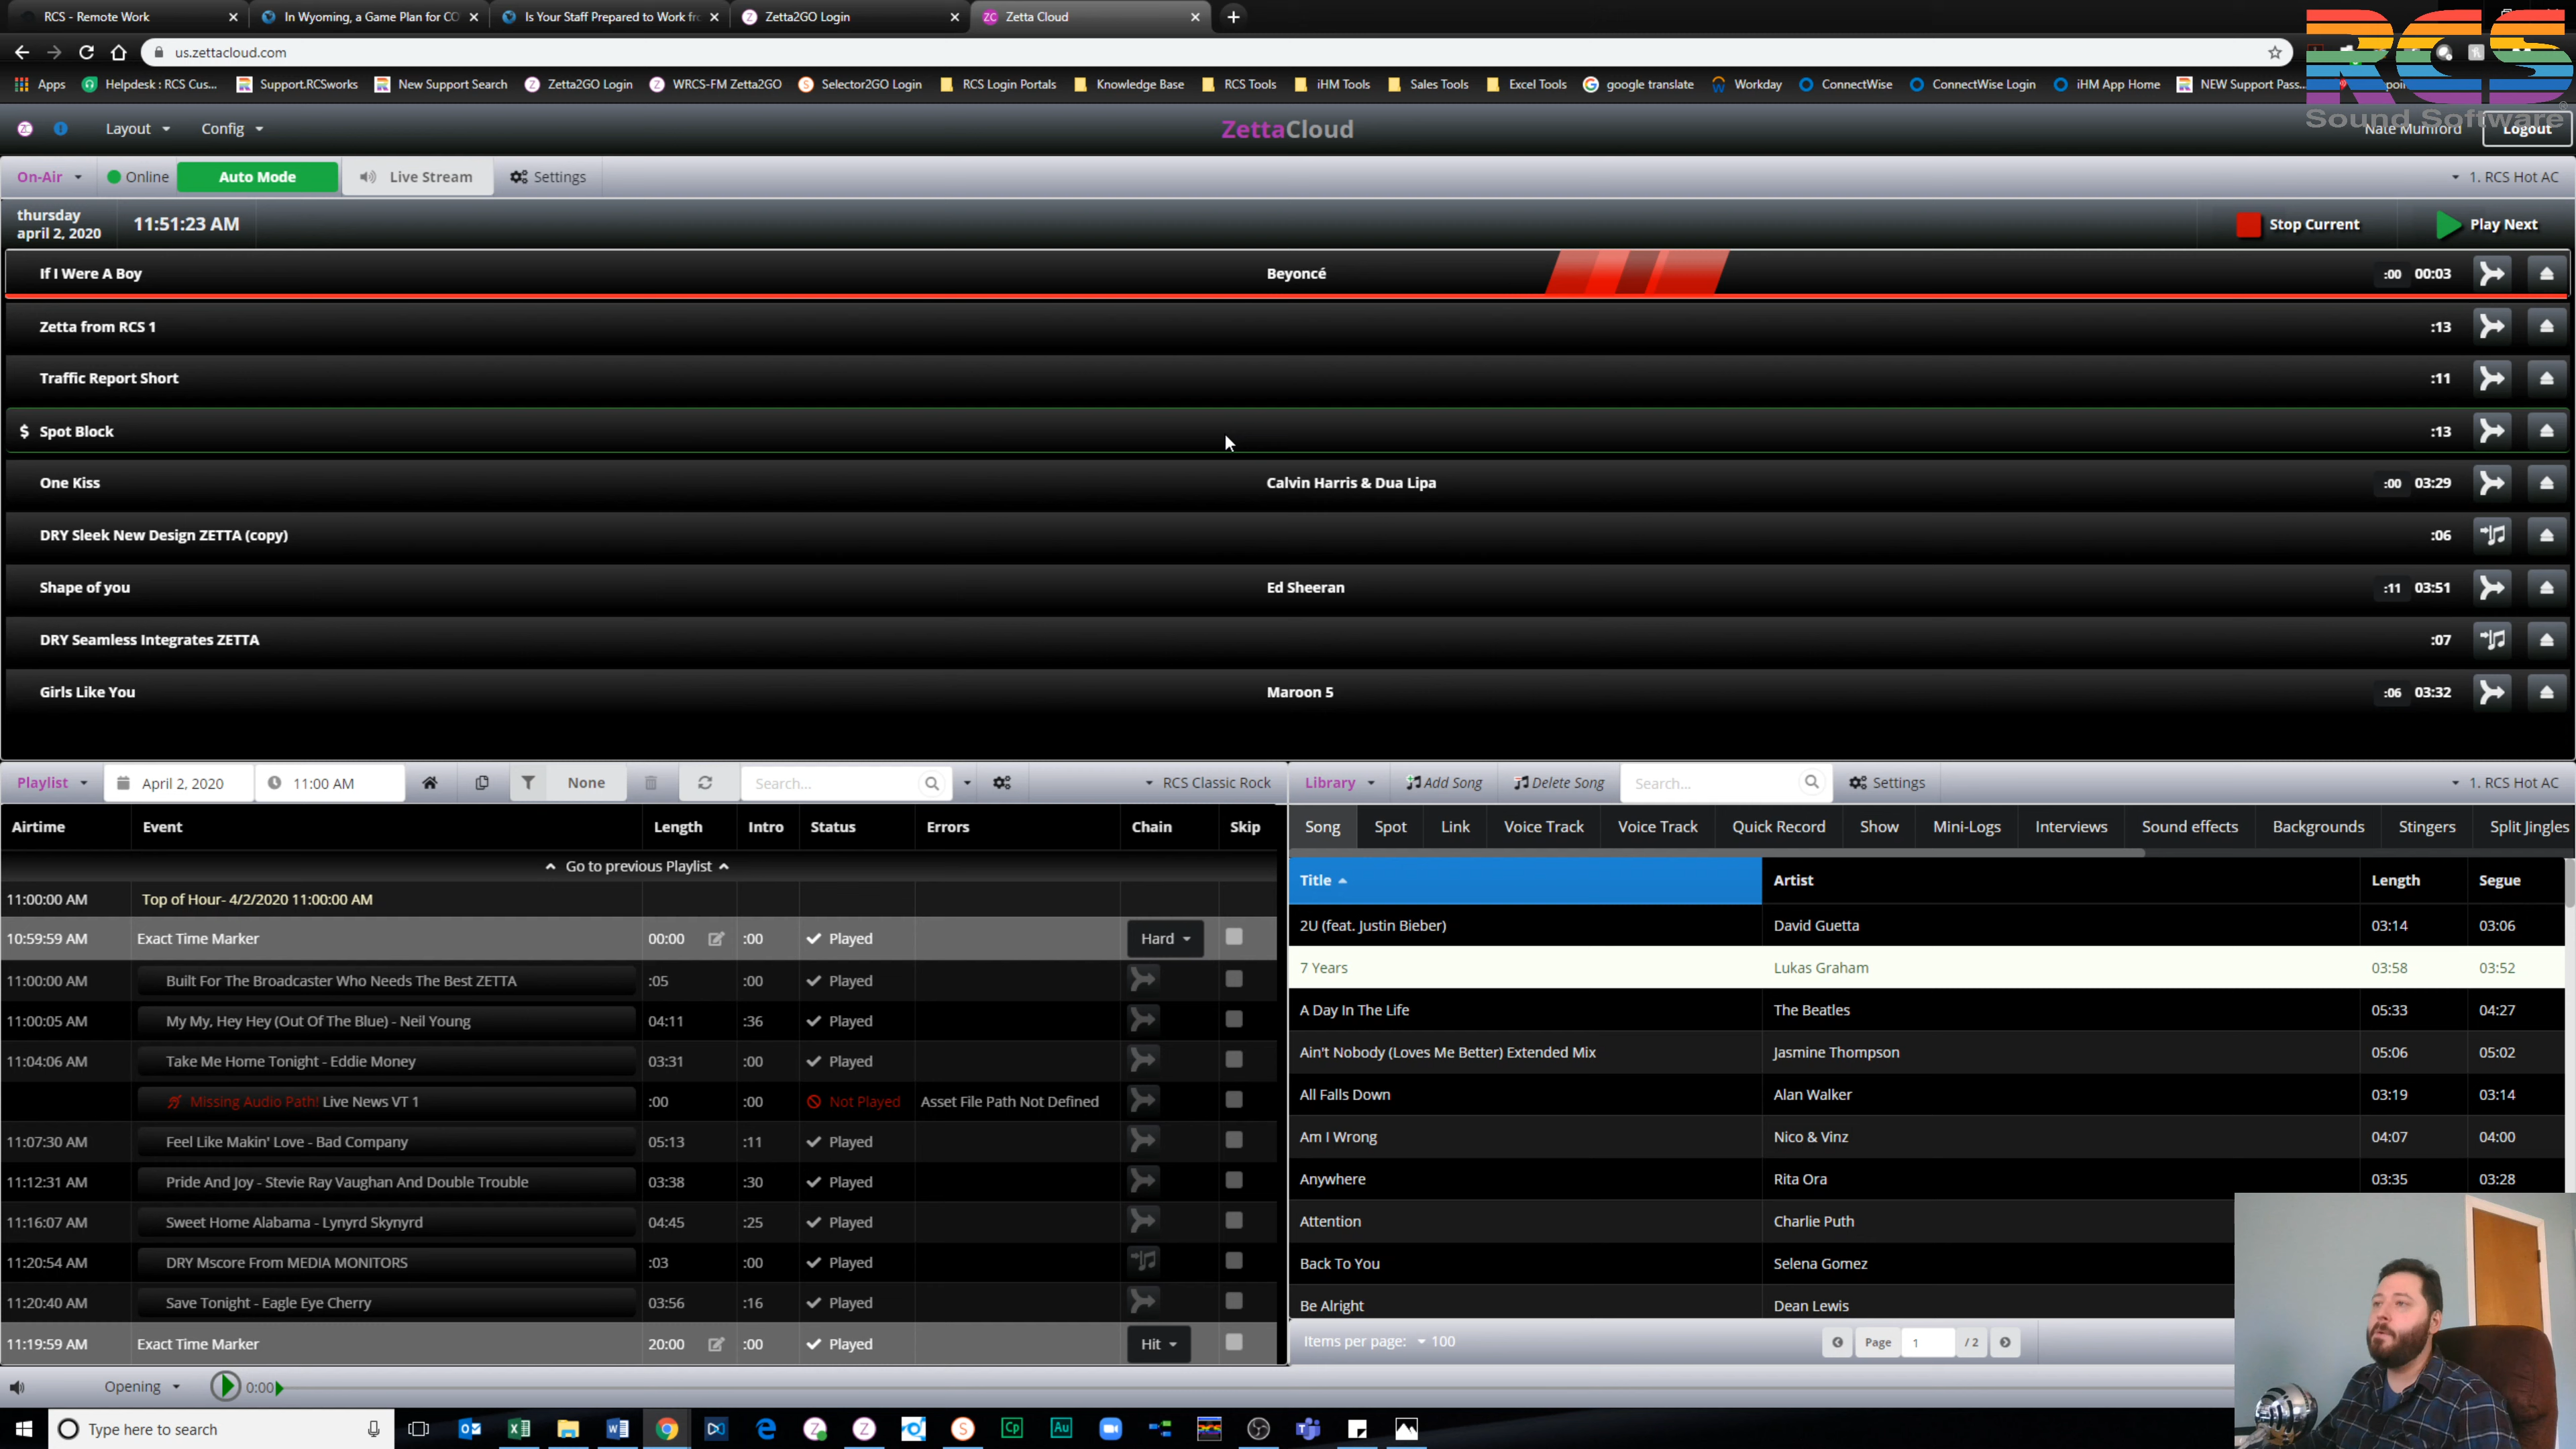 RCS - Remote Work
In Wyoming, a Game Plan for CO
Is Your Staff Prepared to Work fr
Zetta2GO Login
ZC Zetta Cloud
us.zettacloud.com
Apps Helpdesk : RCS Cus... Support.RCSworks New Support Search Zetta2GO Login WRCS-FM Zetta2GO Selector2GO Login RCS Login Portals Knowledge Base RCS Tools iHM Tools Sales Tools Excel Tools google translate Workday ConnectWise ConnectWise Login iHM App Home NEW Support Pass...
RCS
Sound Software
Layout Config ZettaCloud Nate Mumford Logout
On-Air Online Auto Mode Live Stream Settings 1. RCS Hot AC
thursday
april 2, 2020
11:51:23 AM Stop Current Play Next
If I Were A Boy Beyoncé :00 00:03
Zetta from RCS 1 :13
Traffic Report Short :11
$ Spot Block :13
One Kiss Calvin Harris & Dua Lipa :00 03:29
DRY Sleek New Design ZETTA (copy) :06
Shape of you Ed Sheeran :11 03:51
DRY Seamless Integrates ZETTA :07
Girls Like You Maroon 5 :06 03:32
Playlist April 2, 2020 11:00 AM None Search... RCS Classic Rock
Airtime Event Length Intro Status Errors Chain Skip
Go to previous Playlist
11:00:00 AM Top of Hour- 4/2/2020 11:00:00 AM
10:59:59 AM Exact Time Marker 00:00 :00 Played Hard
11:00:00 AM Built For The Broadcaster Who Needs The Best ZETTA :05 :00 Played
11:00:05 AM My My, Hey Hey (Out Of The Blue) - Neil Young 04:11 :36 Played
11:04:06 AM Take Me Home Tonight - Eddie Money 03:31 :00 Played
Missing Audio Path! Live News VT 1 :00 :00 Not Played Asset File Path Not Defined
11:07:30 AM Feel Like Makin' Love - Bad Company 05:13 :11 Played
11:12:31 AM Pride And Joy - Stevie Ray Vaughan And Double Trouble 03:38 :30 Played
11:16:07 AM Sweet Home Alabama - Lynyrd Skynyrd 04:45 :25 Played
11:20:54 AM DRY Mscore From MEDIA MONITORS :03 :00 Played
11:20:40 AM Save Tonight - Eagle Eye Cherry 03:56 :16 Played
11:19:59 AM Exact Time Marker 20:00 :00 Played Hit
Library Add Song Delete Song Search... Settings 1. RCS Hot AC
Song Spot Link Voice Track Voice Track Quick Record Show Mini-Logs Interviews Sound effects Backgrounds Stingers Split Jingles
Title Artist Length Segue
2U (feat. Justin Bieber) David Guetta 03:14 03:06
7 Years Lukas Graham 03:58 03:52
A Day In The Life The Beatles 05:33 04:27
Ain't Nobody (Loves Me Better) Extended Mix Jasmine Thompson 05:06 05:02
All Falls Down Alan Walker 03:19 03:14
Am I Wrong Nico & Vinz 04:07 04:00
Anywhere Rita Ora 03:35 03:28
Attention Charlie Puth
Back To You Selena Gomez
Be Alright Dean Lewis
Items per page: 100 Page 1 / 2
Opening 0:00
Type here to search